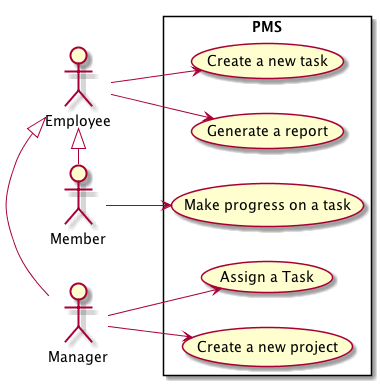 PMS
Create a new task
Employee
Generate a report
Make progress on a task
Member
Assign a Task
Manager
Create a new project